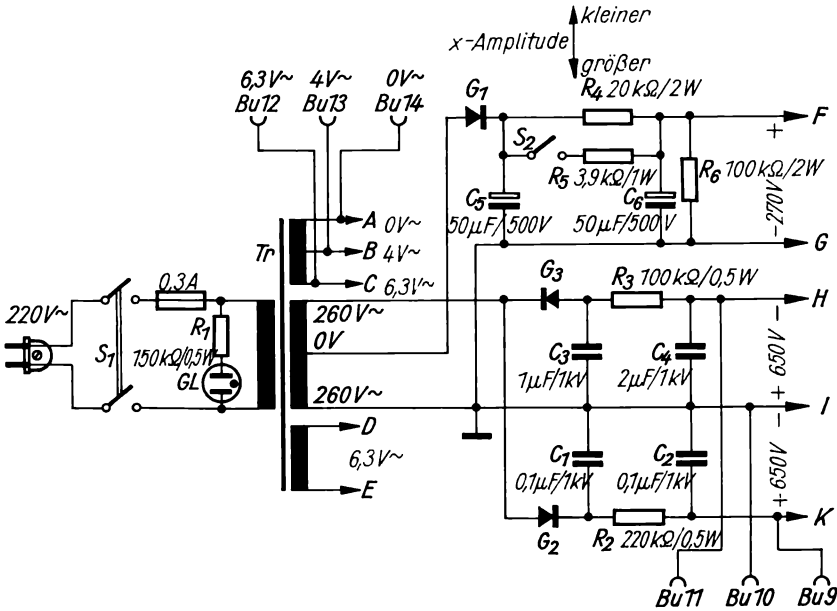 kleiner
x-Amplitude
größer
6,3V~ 4V~ 0V~
Bu12 Bu13 Bu14
G1 R4 20kΩ/2W F
+
S2
R5 3,9kΩ/1W
R6 100kΩ/2W
C5 C6
50µF/500V 50µF/500V
-270V
G
A 0V~
B 4V~
C 6,3V~
Tr
0,3A
220V~
S1
R1
150kΩ/0,5W
GL
260V~
0V
260V~
D
6,3V~
E
G3 R3 100kΩ/0,5W H
-
C3 C4
1µF/1kV 2µF/1kV
+ 650V
I
-
C1 C2
0,1µF/1kV 0,1µF/1kV
+650V
K
G2 R2 220kΩ/0,5W
Bu11 Bu10 Bu9